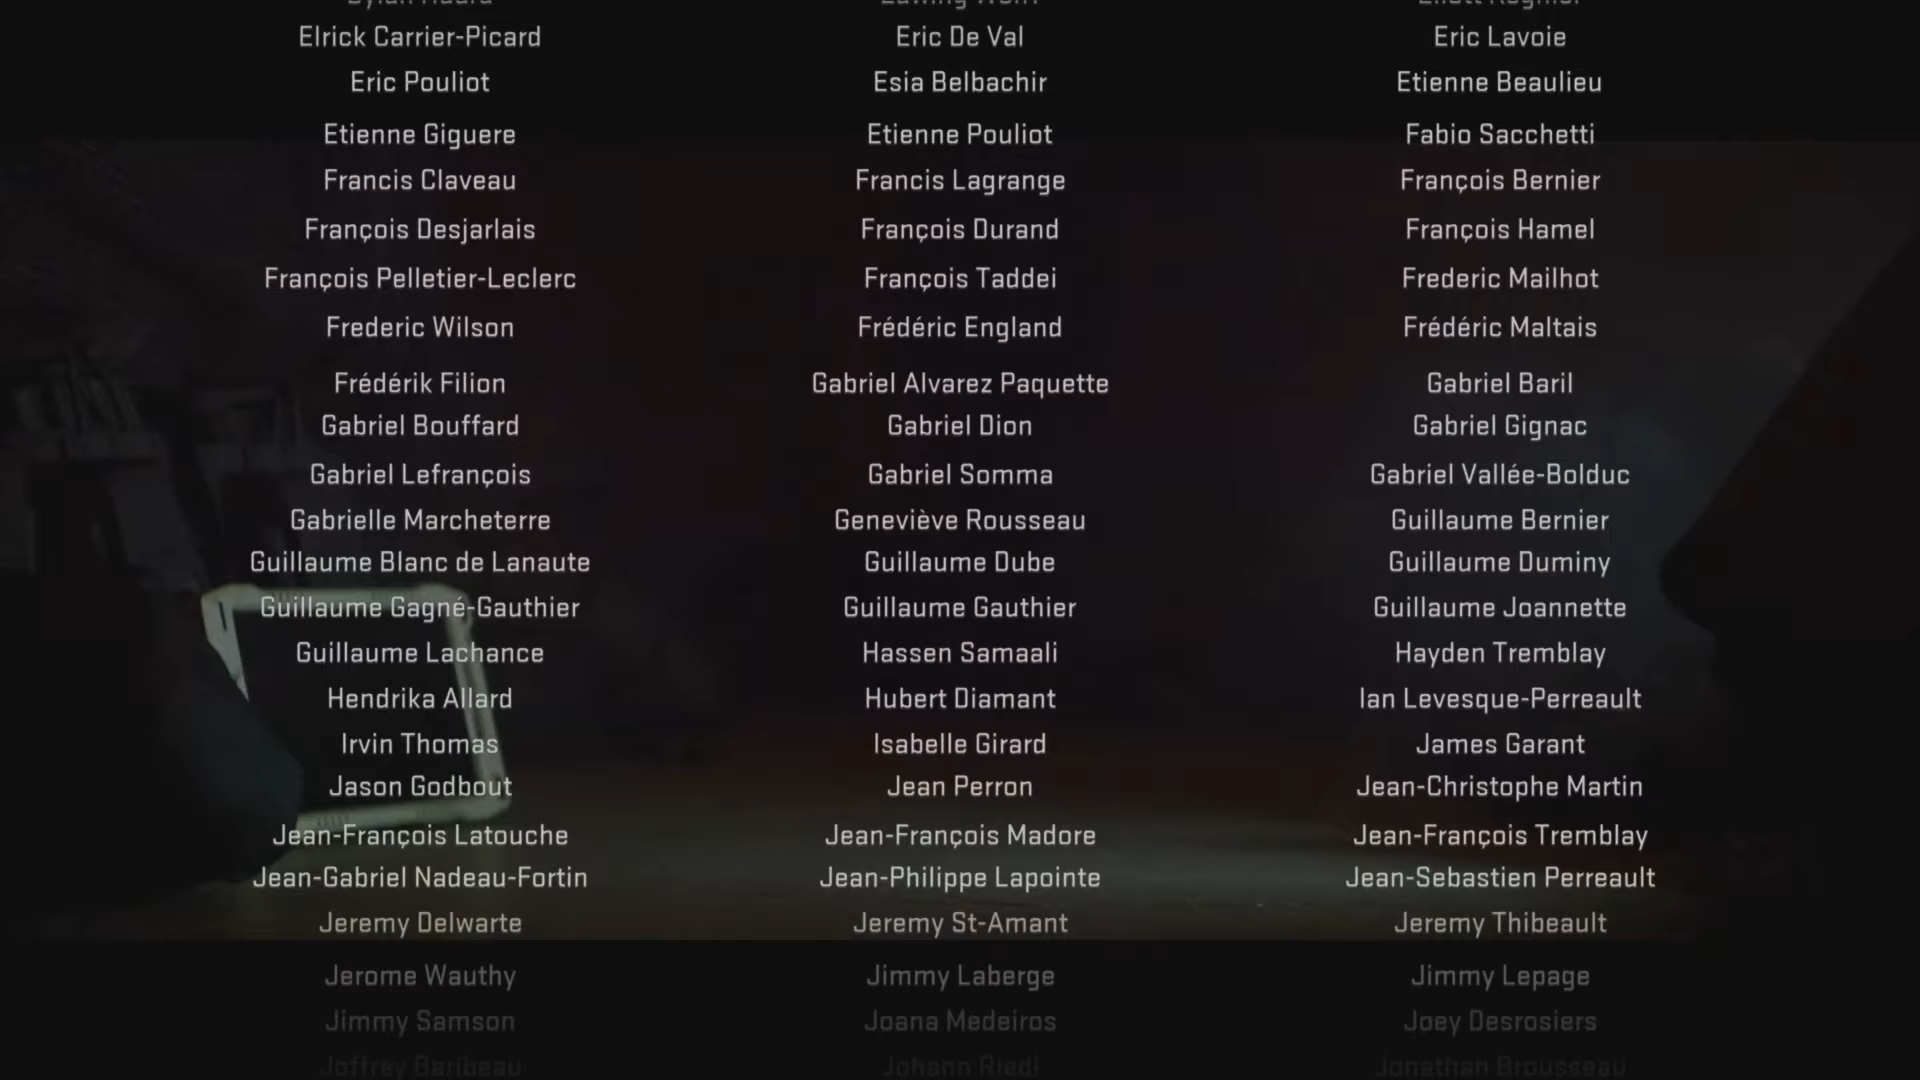 Elrick Carrier-Picard Eric De Val Eric Lavoie
Eric Pouliot Esia Belbachir Etienne Beaulieu
Etienne Giguere Etienne Pouliot Fabio Sacchetti
Francis Claveau Francis Lagrange François Bernier
François Desjarlais François Durand François Hamel
François Pelletier-Leclerc François Taddei Frederic Mailhot
Frederic Wilson Frédéric England Frédéric Maltais
Frédérik Filion Gabriel Alvarez Paquette Gabriel Baril
Gabriel Bouffard Gabriel Dion Gabriel Gignac
Gabriel Lefrançois Gabriel Somma Gabriel Vallée-Bolduc
Gabrielle Marcheterre Geneviève Rousseau Guillaume Bernier
Guillaume Blanc de Lanaute Guillaume Dube Guillaume Duminy
Guillaume Gagné-Gauthier Guillaume Gauthier Guillaume Joannette
Guillaume Lachance Hassen Samaali Hayden Tremblay
Hendrika Allard Hubert Diamant Ian Levesque-Perreault
Irvin Thomas Isabelle Girard James Garant
Jason Godbout Jean Perron Jean-Christophe Martin
Jean-François Latouche Jean-François Madore Jean-François Tremblay
Jean-Gabriel Nadeau-Fortin Jean-Philippe Lapointe Jean-Sebastien Perreault
Jeremy Delwarte Jeremy St-Amant Jeremy Thibeault
Jerome Wauthy Jimmy Laberge Jimmy Lepage
Jimmy Samson Joana Medeiros Joey Desrosiers
Joffrey Baribeau Johann Riedl Jonathan Brousseau